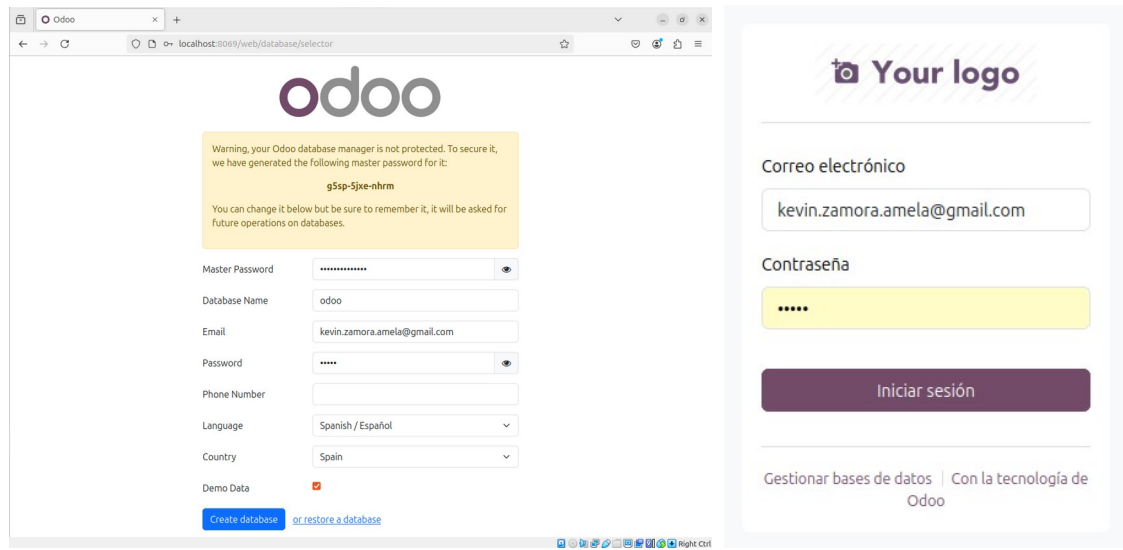 Odoo
localhost:8069/web/database/selector
odoo
Warning, your Odoo database manager is not protected. To secure it,
we have generated the following master password for it:
g5sp-5jxe-nhrm
You can change it below but be sure to remember it, it will be asked for
future operations on databases.
Master Password ••••••••••••••
Database Name odoo
Email kevin.zamora.amela@gmail.com
Password •••••
Phone Number
Language Spanish / Español
Country Spain
Demo Data
Create database or restore a database
Right Ctrl
Your logo
Correo electrónico
kevin.zamora.amela@gmail.com
Contraseña
•••••
Iniciar sesión
Gestionar bases de datos | Con la tecnología de
Odoo